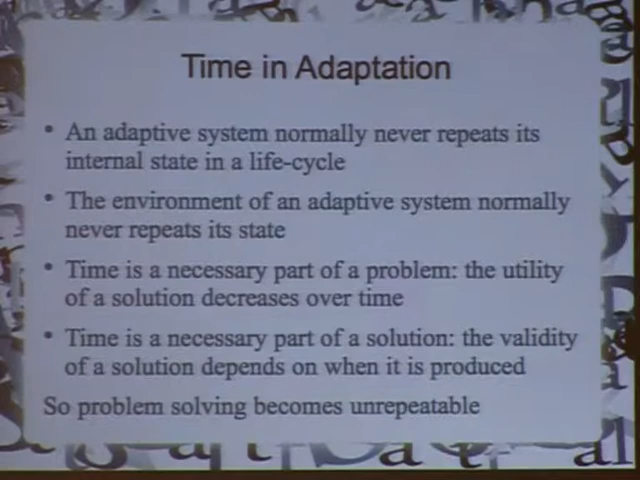 Time in Adaptation
• An adaptive system normally never repeats its
internal state in a life-cycle
• The environment of an adaptive system normally
never repeats its state
• Time is a necessary part of a problem: the utility
of a solution decreases over time
• Time is a necessary part of a solution: the validity
of a solution depends on when it is produced
So problem solving becomes unrepeatable